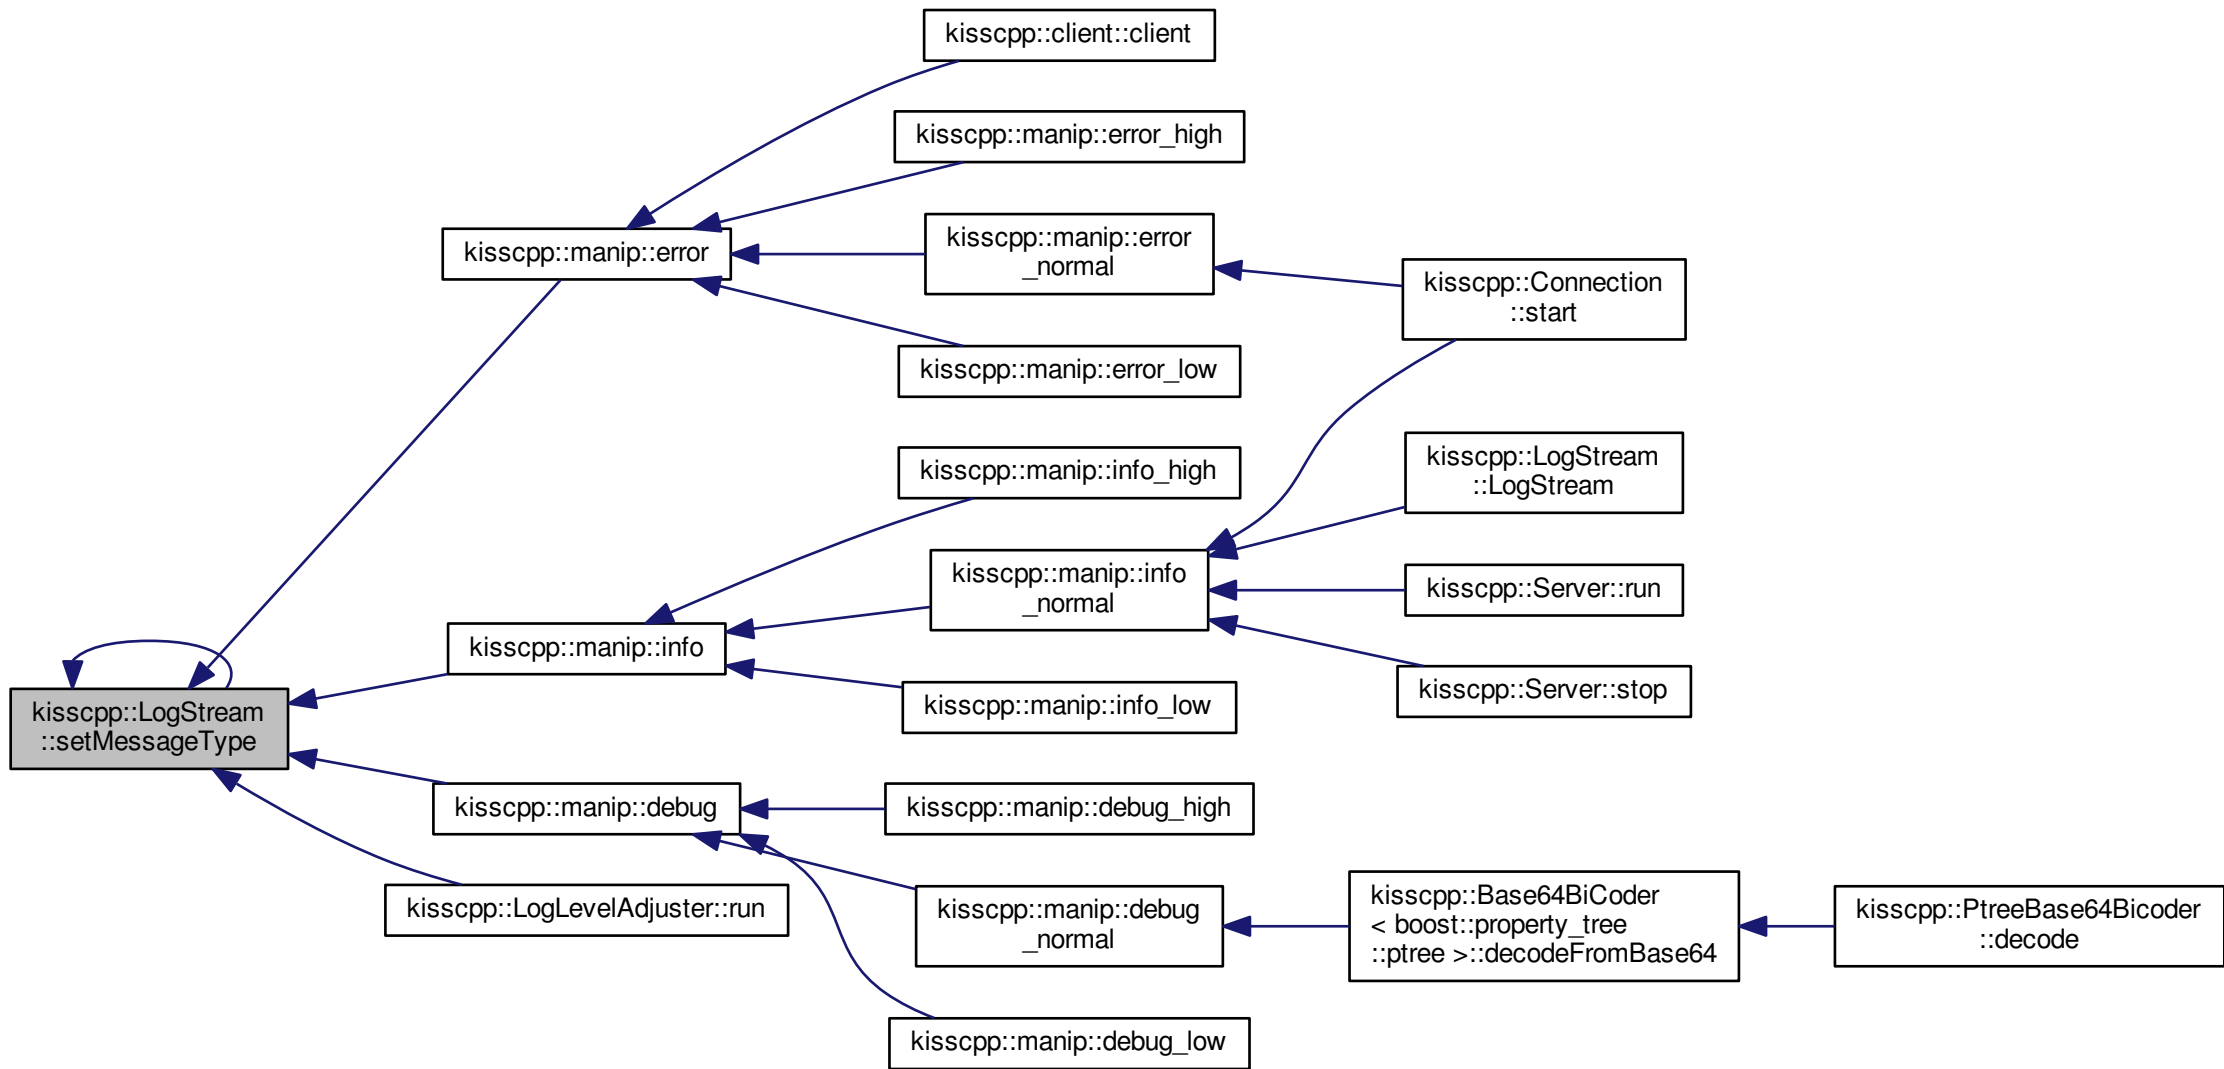 kisscpp::client::client
kisscpp::manip::error_high
kisscpp::manip::error
_normal
kisscpp::manip::error
kisscpp::Connection
::start
kisscpp::manip::error_low
kisscpp::manip::info_high
kisscpp::LogStream
::LogStream
kisscpp::manip::info
_normal
kisscpp::Server::run
kisscpp::manip::info
kisscpp::Server::stop
kisscpp::manip::info_low
kisscpp::LogStream
::setMessageType
kisscpp::manip::debug
kisscpp::manip::debug_high
kisscpp::LogLevelAdjuster::run
kisscpp::manip::debug
_normal
kisscpp::Base64BiCoder
< boost::property_tree
::ptree >::decodeFromBase64
kisscpp::PtreeBase64Bicoder
::decode
kisscpp::manip::debug_low